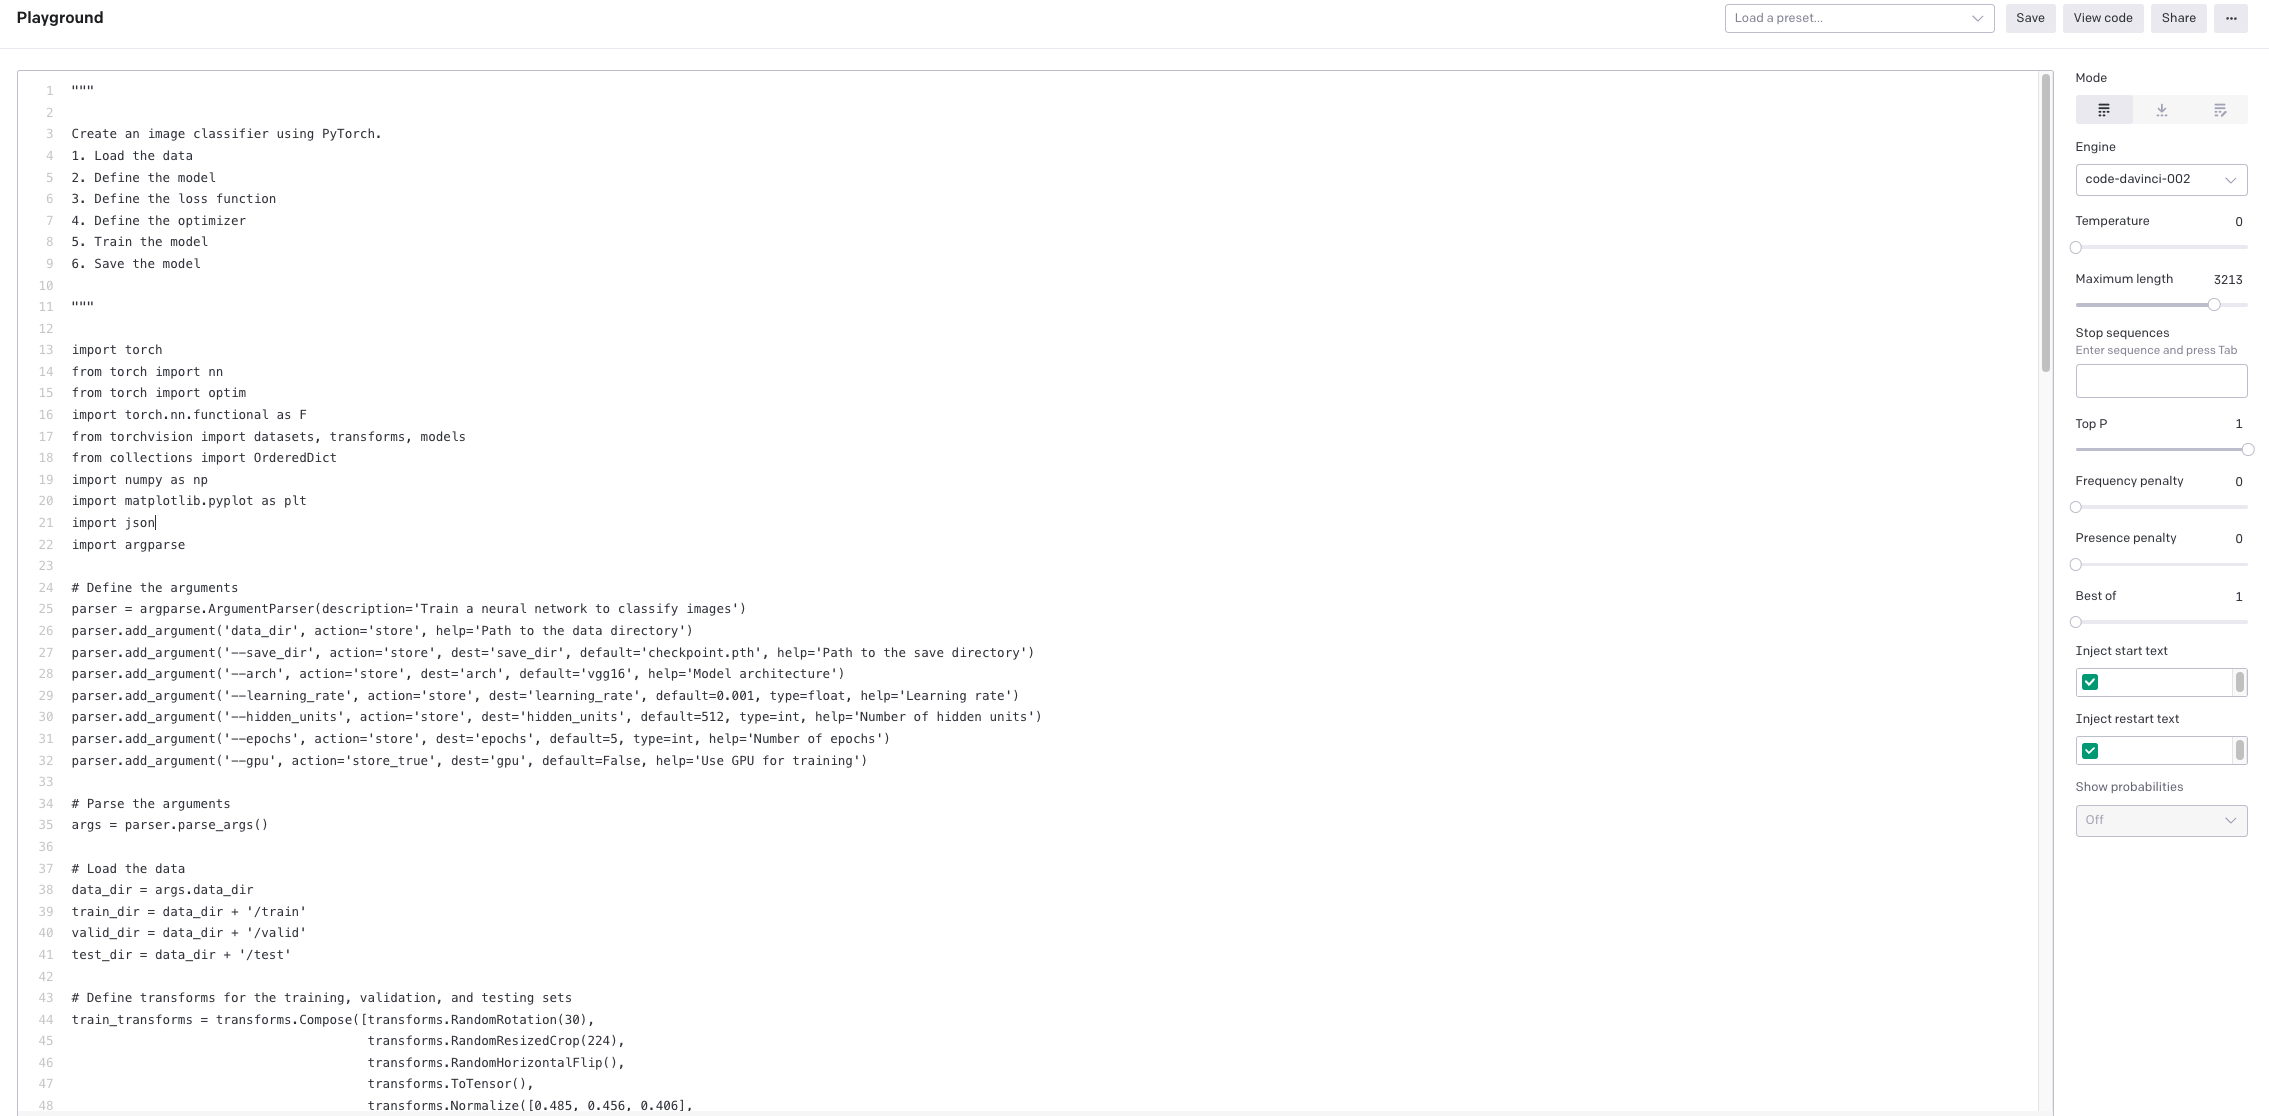 Playground
Load a preset...
Save
View code
Share
...
1 """
2
3 Create an image classifier using PyTorch.
4 1. Load the data
5 2. Define the model
6 3. Define the loss function
7 4. Define the optimizer
8 5. Train the model
9 6. Save the model
10
11 """
12
13 import torch
14 from torch import nn
15 from torch import optim
16 import torch.nn.functional as F
17 from torchvision import datasets, transforms, models
18 from collections import OrderedDict
19 import numpy as np
20 import matplotlib.pyplot as plt
21 import json
22 import argparse
23
24 # Define the arguments
25 parser = argparse.ArgumentParser(description='Train a neural network to classify images')
26 parser.add_argument('data_dir', action='store', help='Path to the data directory')
27 parser.add_argument('--save_dir', action='store', dest='save_dir', default='checkpoint.pth', help='Path to the save directory')
28 parser.add_argument('--arch', action='store', dest='arch', default='vgg16', help='Model architecture')
29 parser.add_argument('--learning_rate', action='store', dest='learning_rate', default=0.001, type=float, help='Learning rate')
30 parser.add_argument('--hidden_units', action='store', dest='hidden_units', default=512, type=int, help='Number of hidden units')
31 parser.add_argument('--epochs', action='store', dest='epochs', default=5, type=int, help='Number of epochs')
32 parser.add_argument('--gpu', action='store_true', dest='gpu', default=False, help='Use GPU for training')
33
34 # Parse the arguments
35 args = parser.parse_args()
36
37 # Load the data
38 data_dir = args.data_dir
39 train_dir = data_dir + '/train'
40 valid_dir = data_dir + '/valid'
41 test_dir = data_dir + '/test'
42
43 # Define transforms for the training, validation, and testing sets
44 train_transforms = transforms.Compose([transforms.RandomRotation(30),
45 transforms.RandomResizedCrop(224),
46 transforms.RandomHorizontalFlip(),
47 transforms.ToTensor(),
48 transforms.Normalize([0.485, 0.456, 0.406],
Mode
Engine
code-davinci-002
Temperature 0
Maximum length 3213
Stop sequences
Enter sequence and press Tab
Top P 1
Frequency penalty 0
Presence penalty 0
Best of 1
Inject start text
Inject restart text
Show probabilities
Off